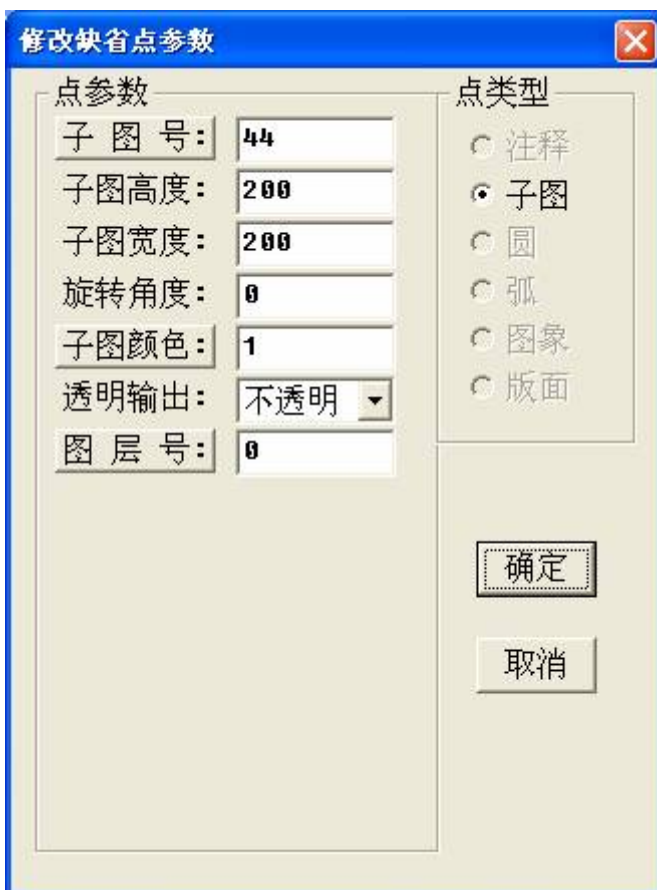 修改缺省点参数
点参数
子 图 号: 44
子图高度: 200
子图宽度: 200
旋转角度: 0
子图颜色: 1
透明输出: 不透明
图 层 号: 0
点类型
注释
子图
圆
弧
图象
版面
确定
取消